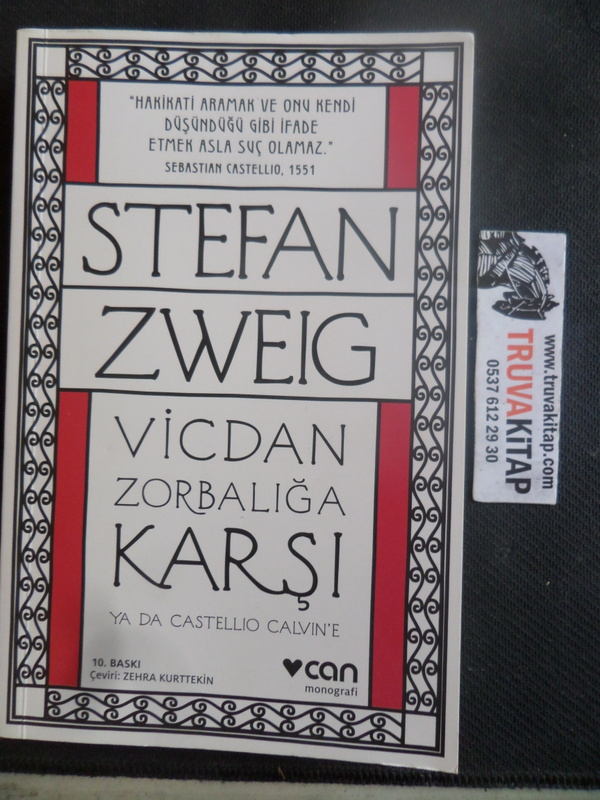 "HAKİKATİ ARAMAK VE ONU KENDİ
DÜŞÜNDÜĞÜ GİBİ İFADE
ETMEK ASLA SUÇ OLAMAZ."
SEBASTIAN CASTELLIO, 1551
STEFAN
ZWEIG
VİCDAN
ZORBALIĞA
KARŞI
YA DA CASTELLIO CALVIN'E
10. BASKI
Çeviri: ZEHRA KURTTEKİN
can
monografi
www.truvakitap.com
TRUVAKİTAP
0537 612 29 30